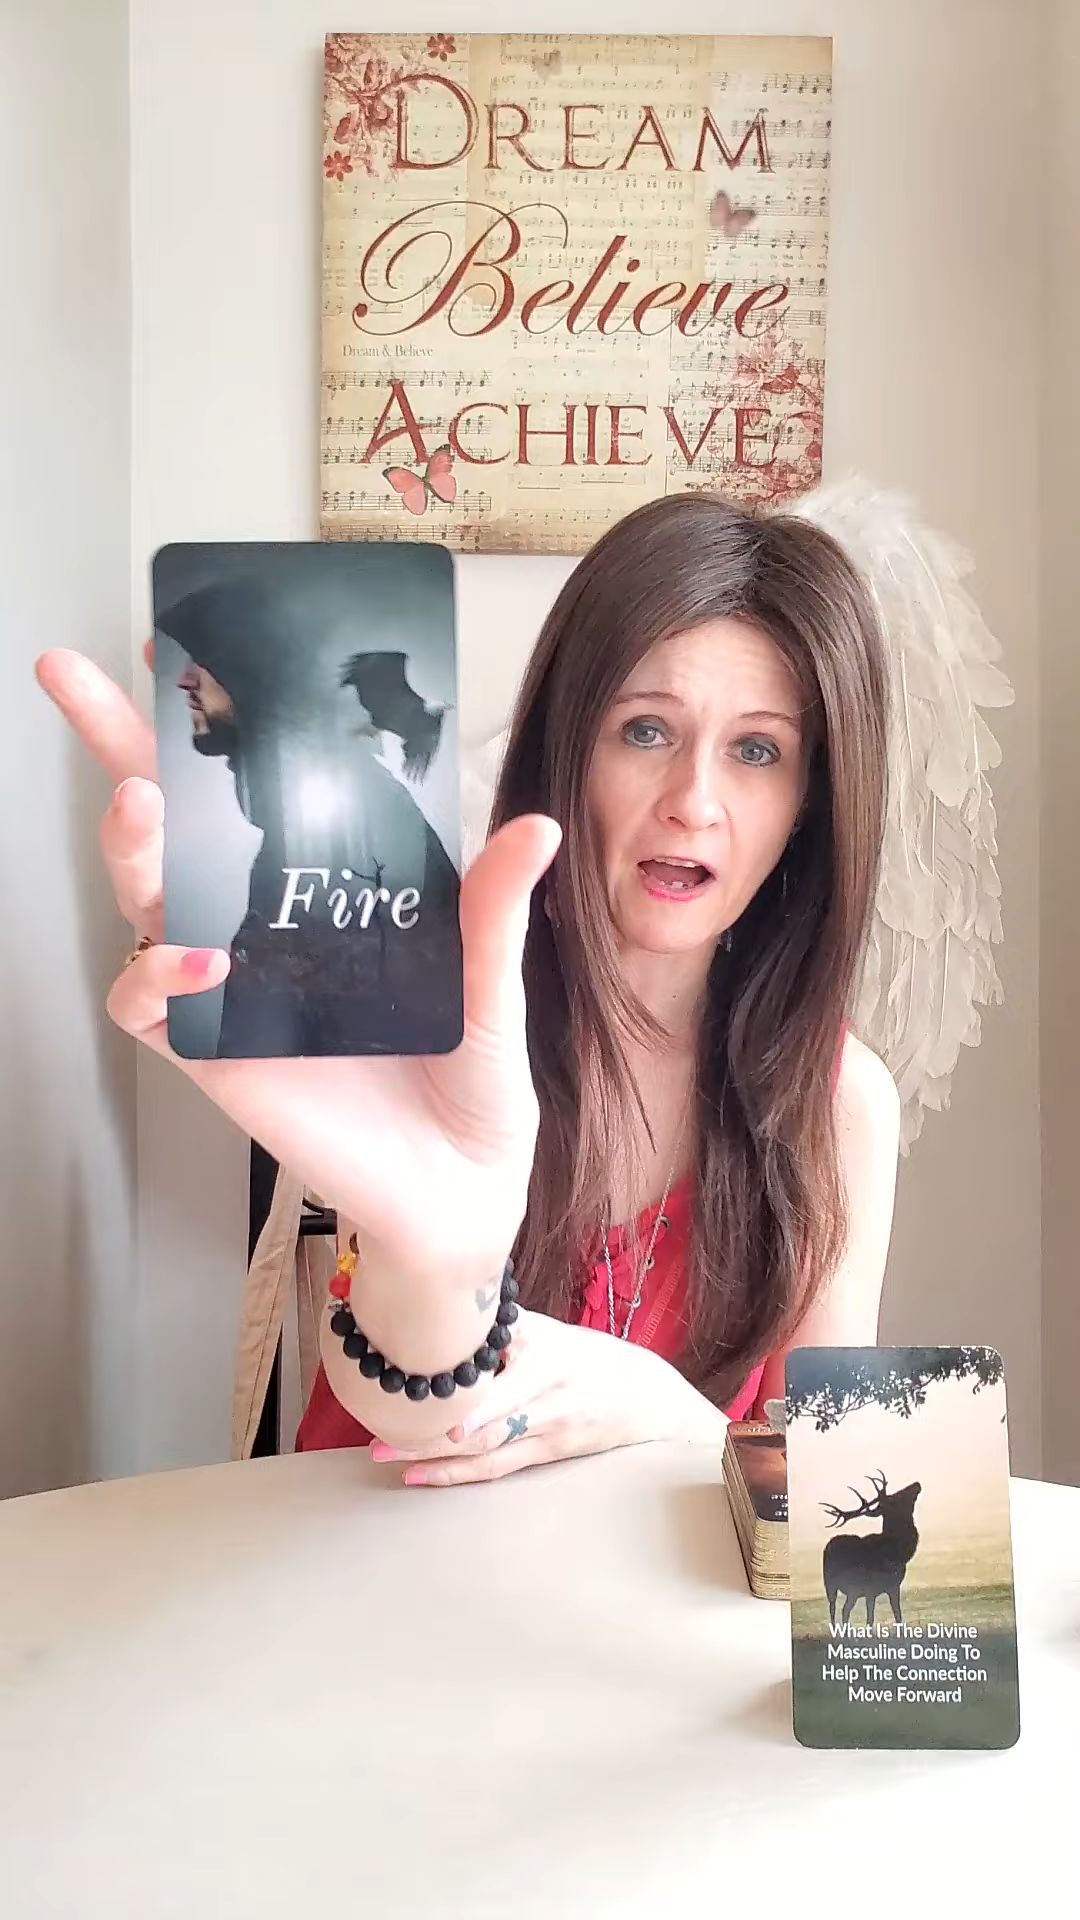 DREAM
Believe
Dream & Believe
ACHIEVE
Fire
What Is The Divine
Masculine Doing To
Help The Connection
Move Forward